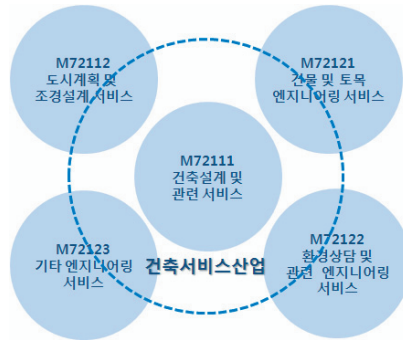 M72112
도시계획 및
조경설계 서비스
M72121
건물 및 토목
엔지니어링 서비스
M72111
건축설계 및
관련 서비스
M72123
기타 엔지니어링
서비스
건축서비스산업
M72122
환경상담 및
관련 엔지니어링
서비스